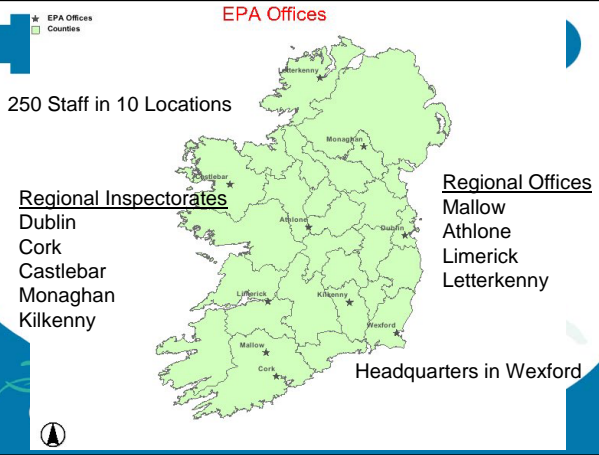 EPA Offices
EPA Offices
Counties
Letterkenny
250 Staff in 10 Locations
Monaghan
Castlebar
Regional Inspectorates
Dublin
Cork
Castlebar
Monaghan
Kilkenny
Regional Offices
Mallow
Athlone
Limerick
Letterkenny
Athlone
Dublin
Limerick
Kilkenny
Wexford
Mallow
Cork
Headquarters in Wexford